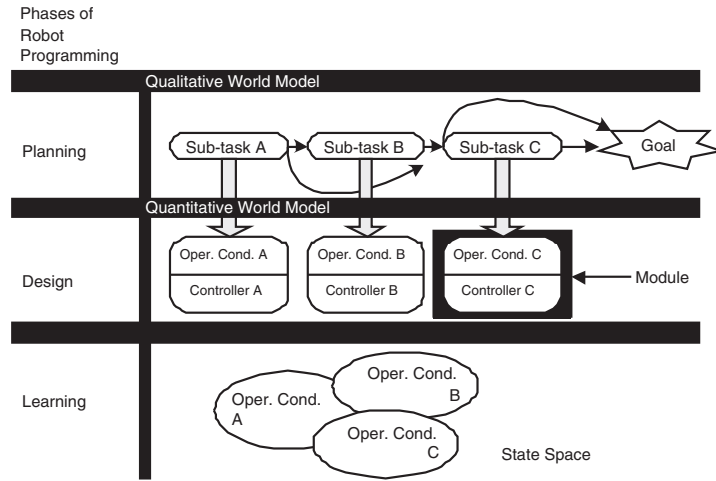 Phases of
Robot
Programming
Qualitative World Model
Planning
Sub-task A
Sub-task B
Sub-task C
Goal
Quantitative World Model
Design
Oper. Cond. A
Controller A
Oper. Cond. B
Controller B
Oper. Cond. C
Controller C
Module
Learning
Oper. Cond.
A
Oper. Cond.
B
Oper. Cond.
C
State Space